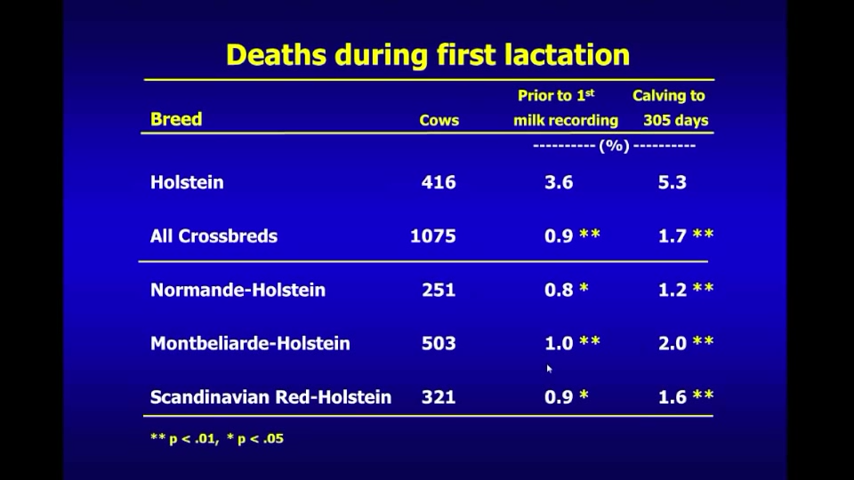 Deaths during first lactation
Prior to 1st Calving to
Breed Cows milk recording 305 days
---------- (%) ----------
Holstein 416 3.6 5.3
All Crossbreds 1075 0.9 ** 1.7 **
Normande-Holstein 251 0.8 * 1.2 **
Montbeliarde-Holstein 503 1.0 ** 2.0 **
Scandinavian Red-Holstein 321 0.9 * 1.6 **
** p < .01, * p < .05